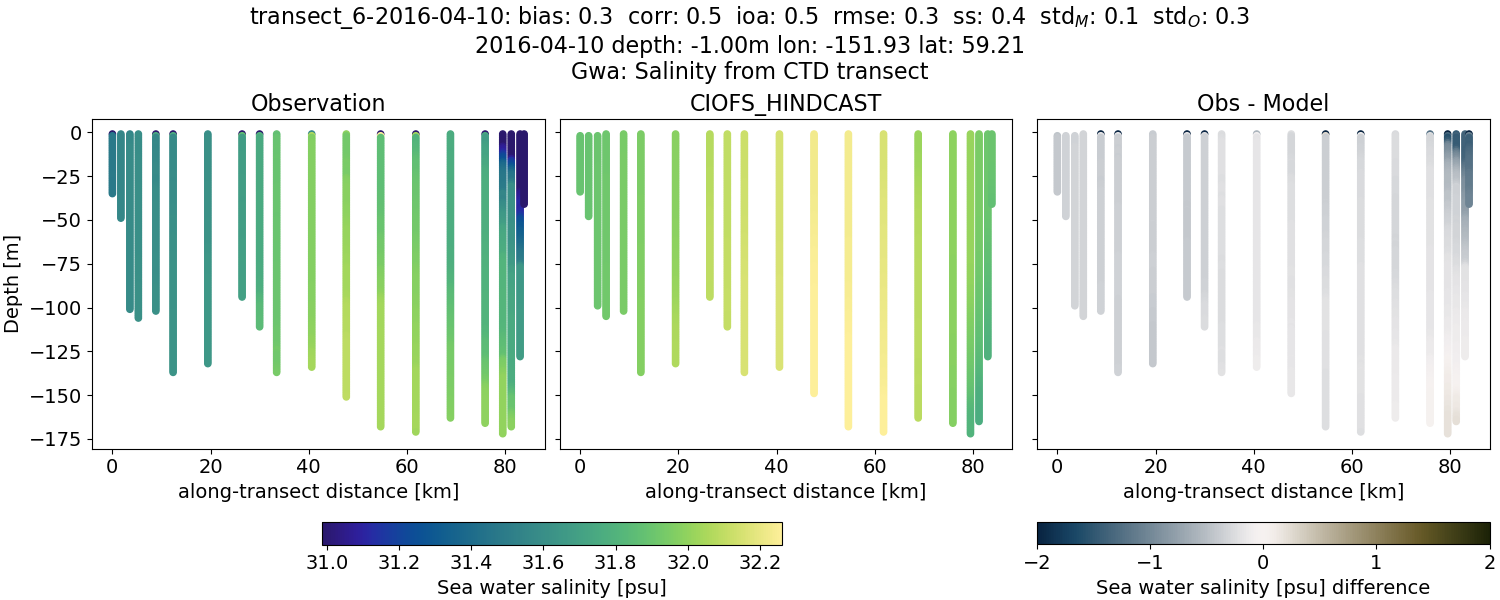 transect_6-2016-04-10: bias: 0.3 corr: 0.5 ioa: 0.5 rmse: 0.3 ss: 0.4 std_M: 0.1 std_O: 0.3
2016-04-10 depth: -1.00m lon: -151.93 lat: 59.21
Gwa: Salinity from CTD transect
Observation
CIOFS_HINDCAST
Obs - Model
Depth [m]
0
−25
−50
−75
−100
−125
−150
−175
0 20 40 60 80
0 20 40 60 80
0 20 40 60 80
along-transect distance [km]
along-transect distance [km]
along-transect distance [km]
31.0 31.2 31.4 31.6 31.8 32.0 32.2
Sea water salinity [psu]
−2 −1 0 1 2
Sea water salinity [psu] difference